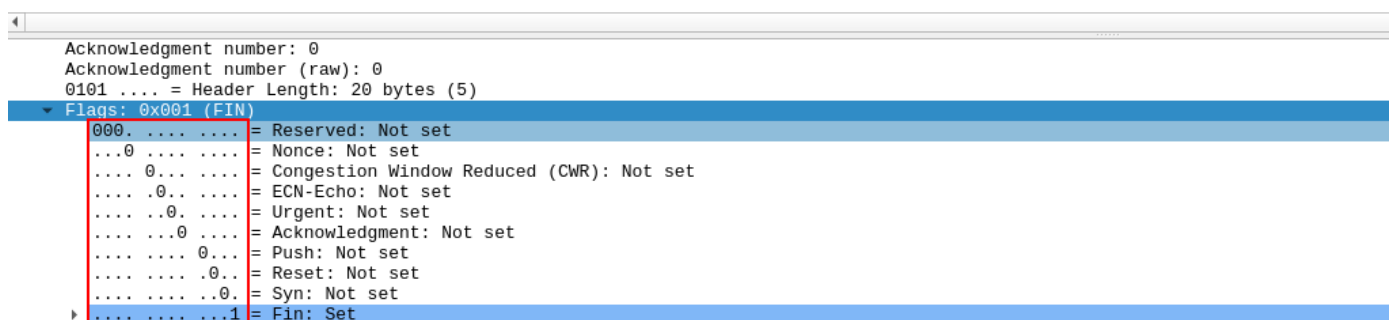 Acknowledgment number: 0
Acknowledgment number (raw): 0
0101 .... = Header Length: 20 bytes (5)
Flags: 0x001 (FIN)
000. .... .... = Reserved: Not set
...0 .... .... = Nonce: Not set
.... 0... .... = Congestion Window Reduced (CWR): Not set
.... .0.. .... = ECN-Echo: Not set
.... ..0. .... = Urgent: Not set
.... ...0 .... = Acknowledgment: Not set
.... .... 0... = Push: Not set
.... .... .0.. = Reset: Not set
.... .... ..0. = Syn: Not set
.... .... ...1 = Fin: Set